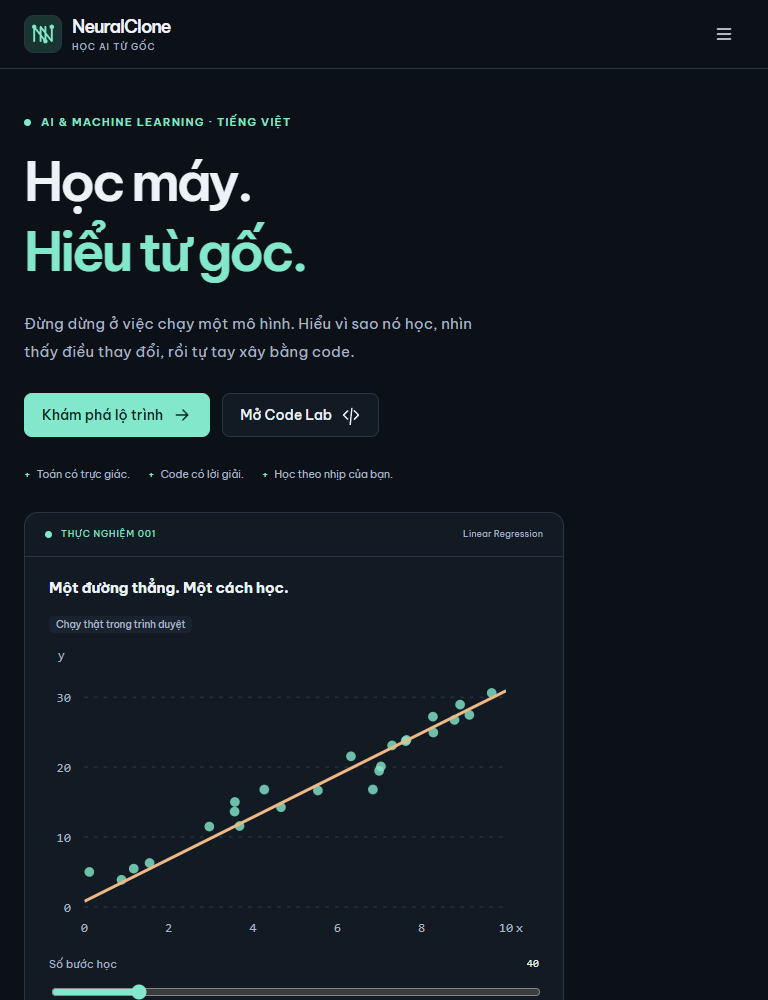 NeuralClone
HỌC AI TỪ GỐC
AI & MACHINE LEARNING · TIẾNG VIỆT
Học máy.
Hiểu từ gốc.
Đừng dừng ở việc chạy một mô hình. Hiểu vì sao nó học, nhìn
thấy điều thay đổi, rồi tự tay xây bằng code.
Khám phá lộ trình → Mở Code Lab </>
+ Toán có trực giác. + Code có lời giải. + Học theo nhịp của bạn.
THỰC NGHIỆM 001 Linear Regression
Một đường thẳng. Một cách học.
Chạy thật trong trình duyệt
y
30
20
10
0
0 2 4 6 8 10 x
Số bước học 40